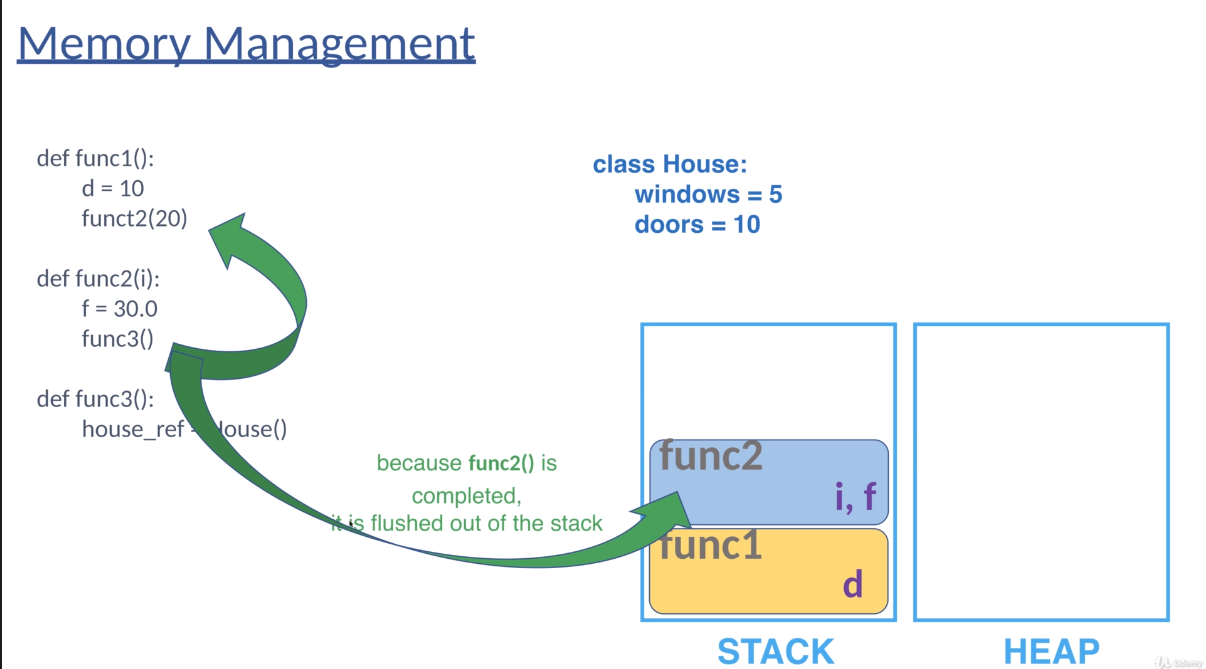 Memory Management
def func1():
d = 10
funct2(20)
def func2(i):
f = 30.0
func3()
def func3():
house_ref = House()
class House:
windows = 5
doors = 10
because func2() is
completed,
it is flushed out of the stack
func2
i, f
func1
d
STACK
HEAP
Udemy